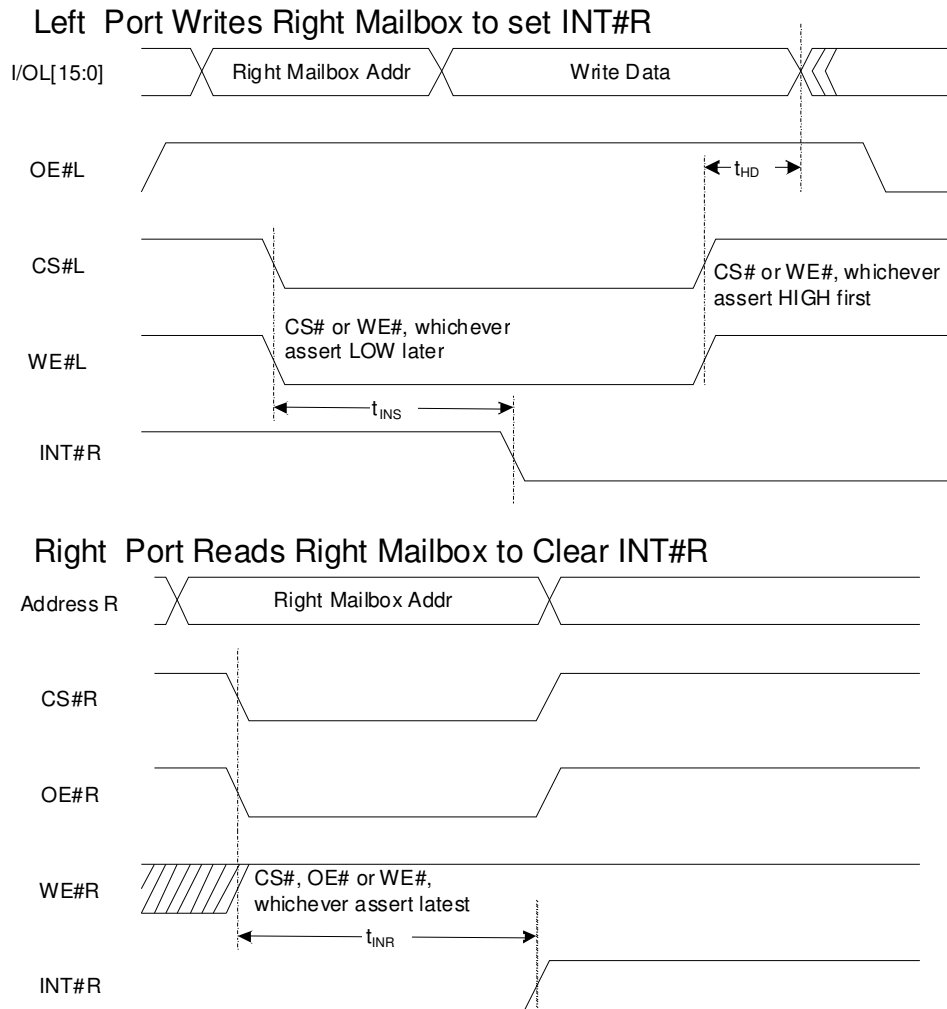 Left Port Writes Right Mailbox to set INT#R
I/OL[15:0]
Right Mailbox Addr
Write Data
OE#L
tHD
CS#L
CS# or WE#, whichever
assert HIGH first
CS# or WE#, whichever
assert LOW later
WE#L
tINS
INT#R
Right Port Reads Right Mailbox to Clear INT#R
Address R
Right Mailbox Addr
CS#R
OE#R
WE#R
CS#, OE# or WE#,
whichever assert latest
tINR
INT#R